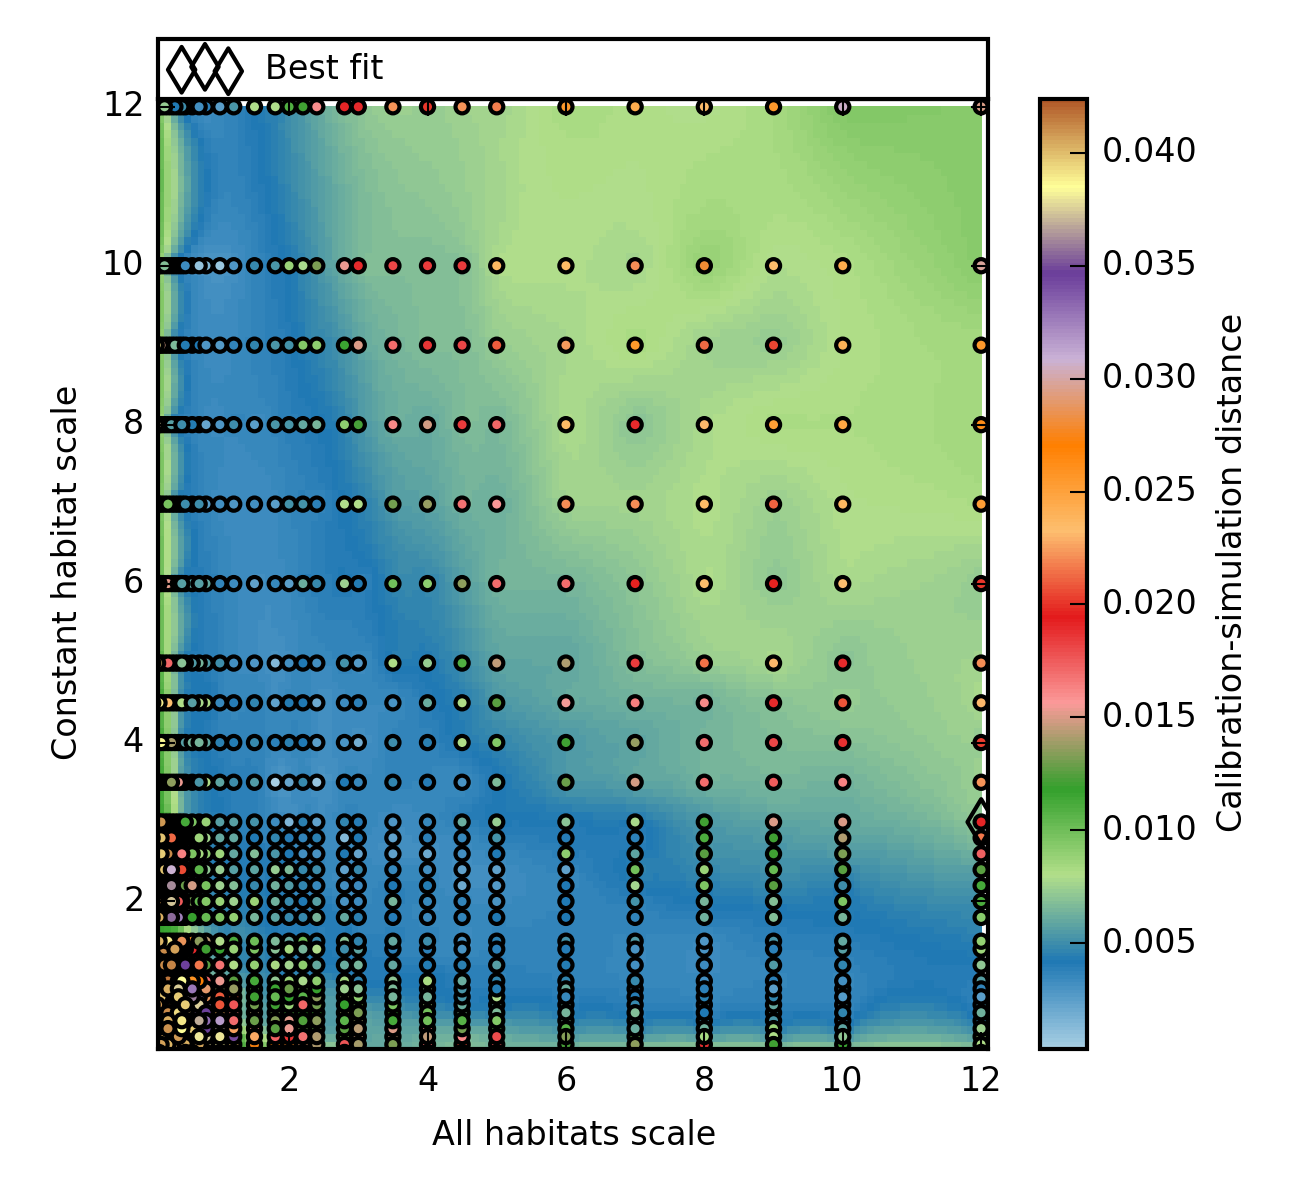 Best fit
12
10
8
6
4
2
2 4 6 8 10 12
All habitats scale
Constant habitat scale
0.040
0.035
0.030
0.025
0.020
0.015
0.010
0.005
Calibration-simulation distance